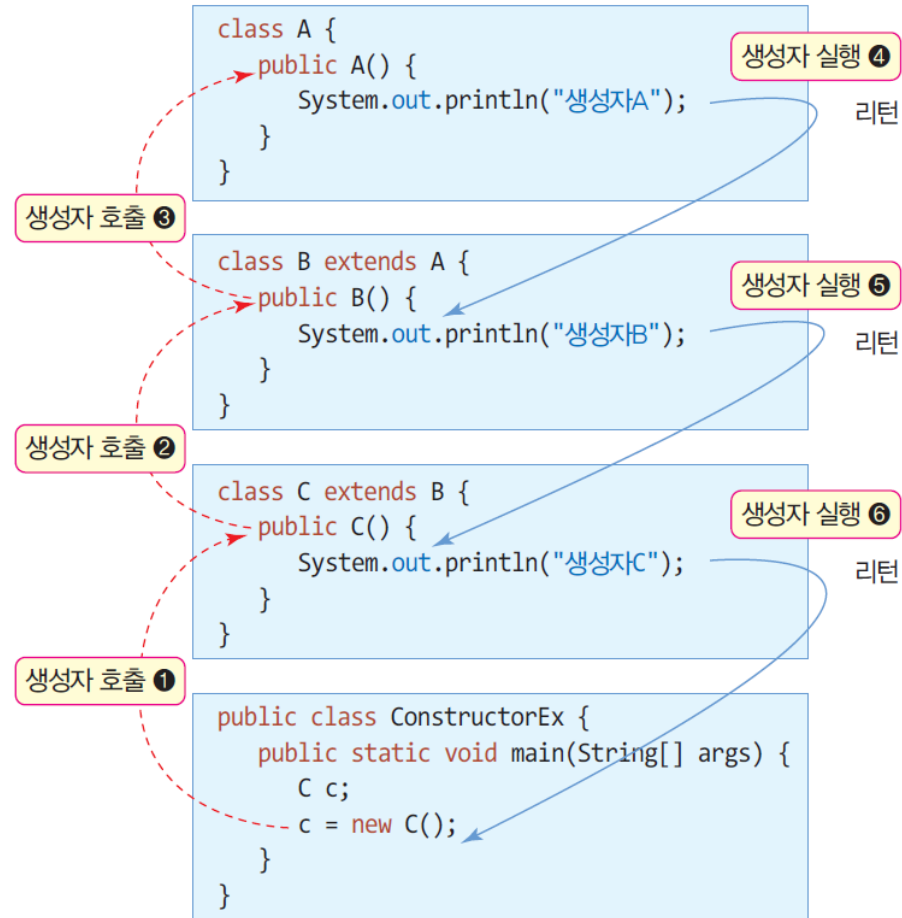 class A {
public A() {
System.out.println("생성자A");
}
}
생성자 실행 ❹
리턴
생성자 호출 ❸
class B extends A {
public B() {
System.out.println("생성자B");
}
}
생성자 실행 ❺
리턴
생성자 호출 ❷
class C extends B {
public C() {
System.out.println("생성자C");
}
}
생성자 실행 ❻
리턴
생성자 호출 ❶
public class ConstructorEx {
public static void main(String[] args) {
C c;
c = new C();
}
}